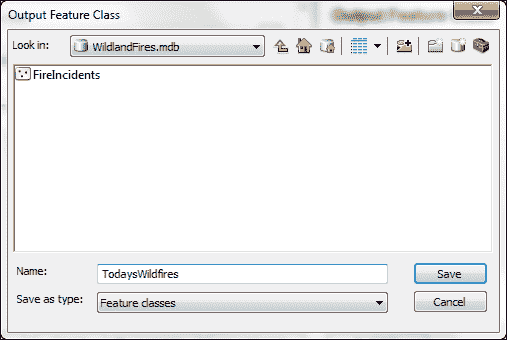 Output Feature Class
Look in: WildlandFires.mdb
FireIncidents
Name: TodaysWildfires Save
Save as type: Feature classes Cancel